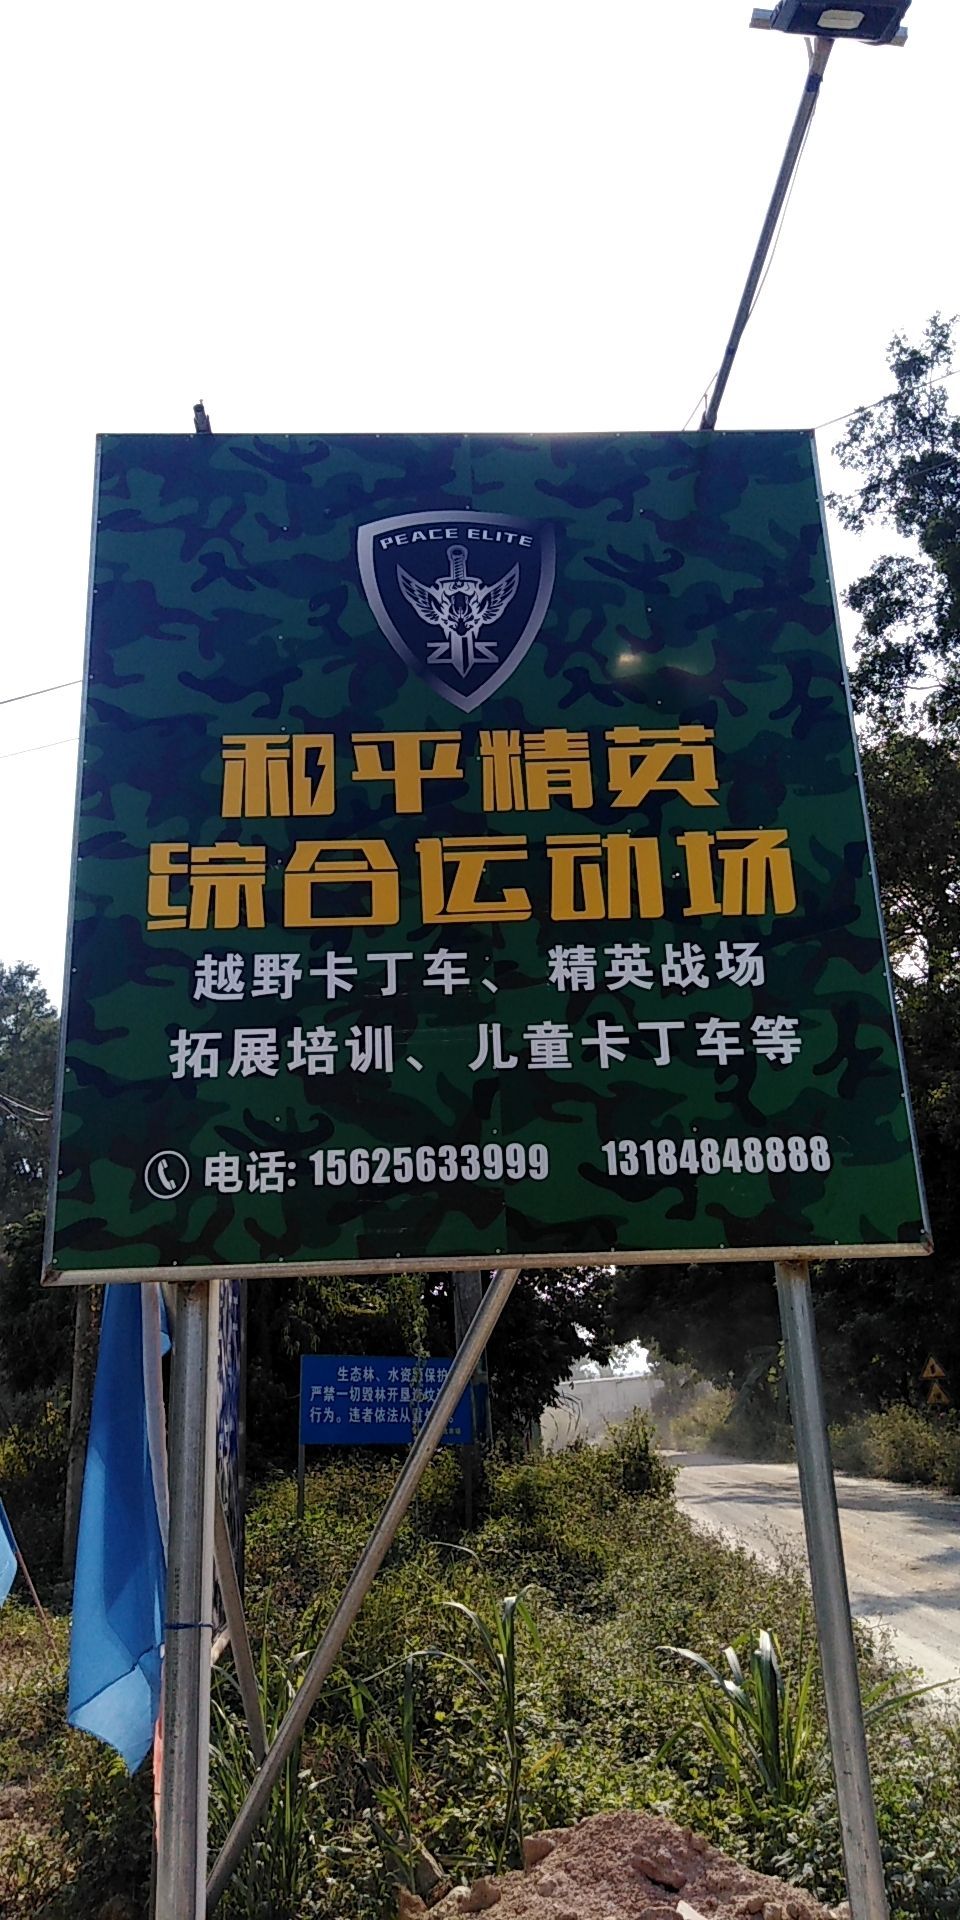 PEACE ELITE
和平精英
综合运动场
越野卡丁车、 精英战场
拓展培训、儿童卡丁车等
电话: 15625633999 13184848888
生态林、水资源保护
严禁一切毁林开垦
行为。违者依法从